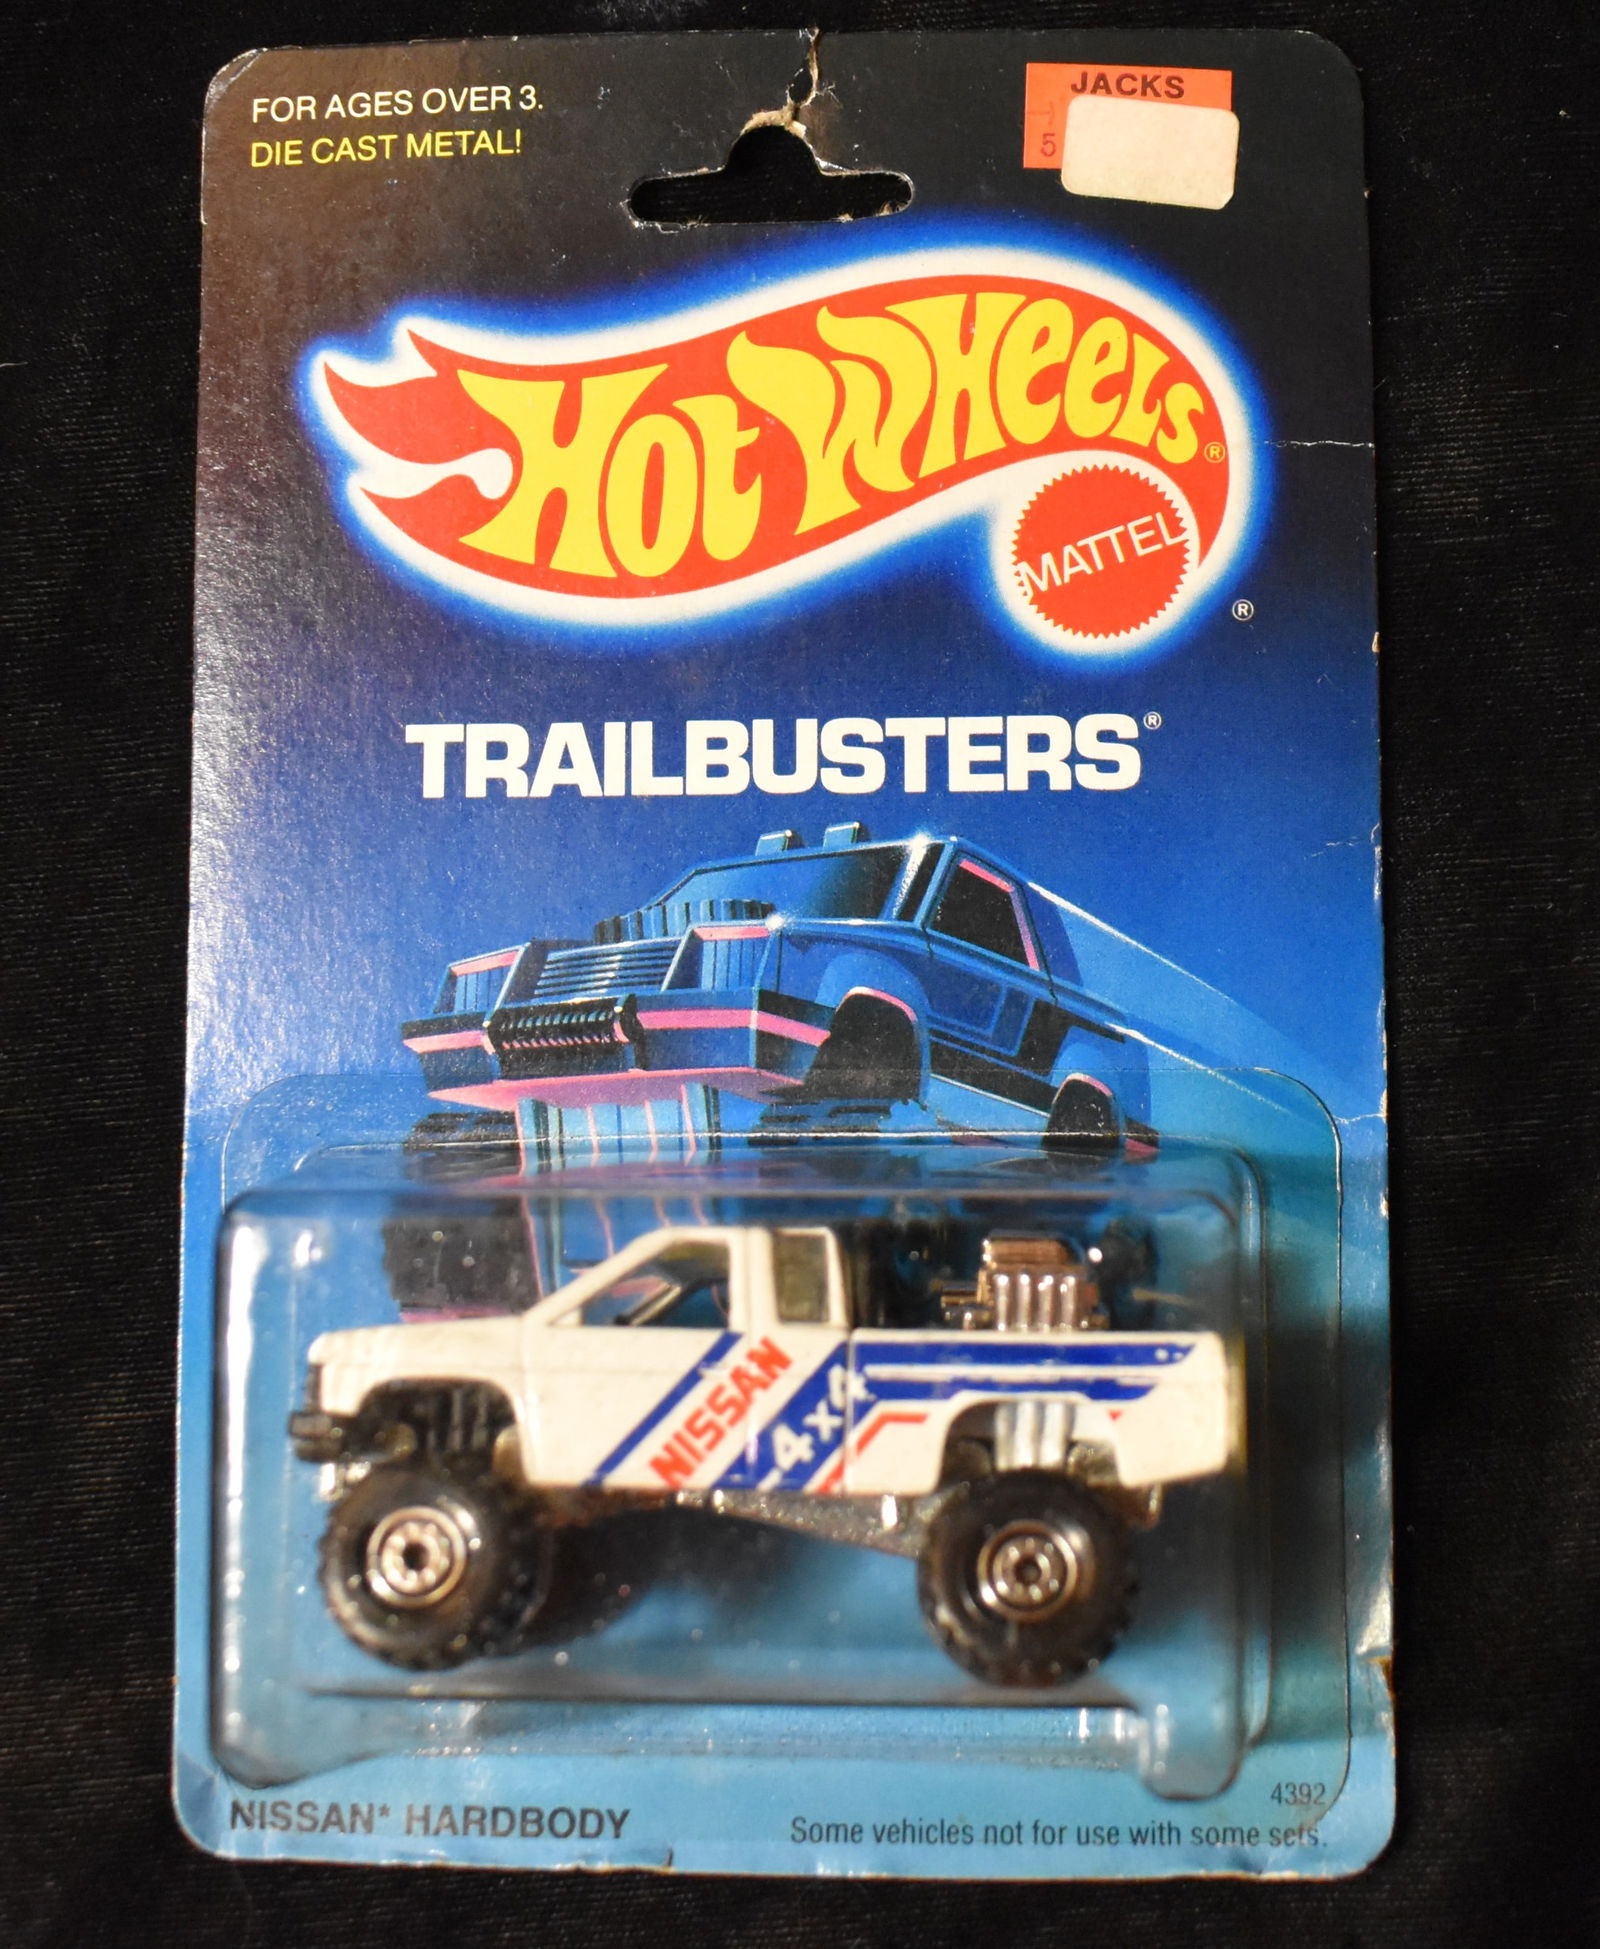 FOR AGES OVER 3.
DIE CAST METAL!
JACKS
5
HOT WHEELS®
MATTEL
®
TRAILBUSTERS®
NISSAN
4x4
4392
NISSAN* HARDBODY
Some vehicles not for use with some sets.